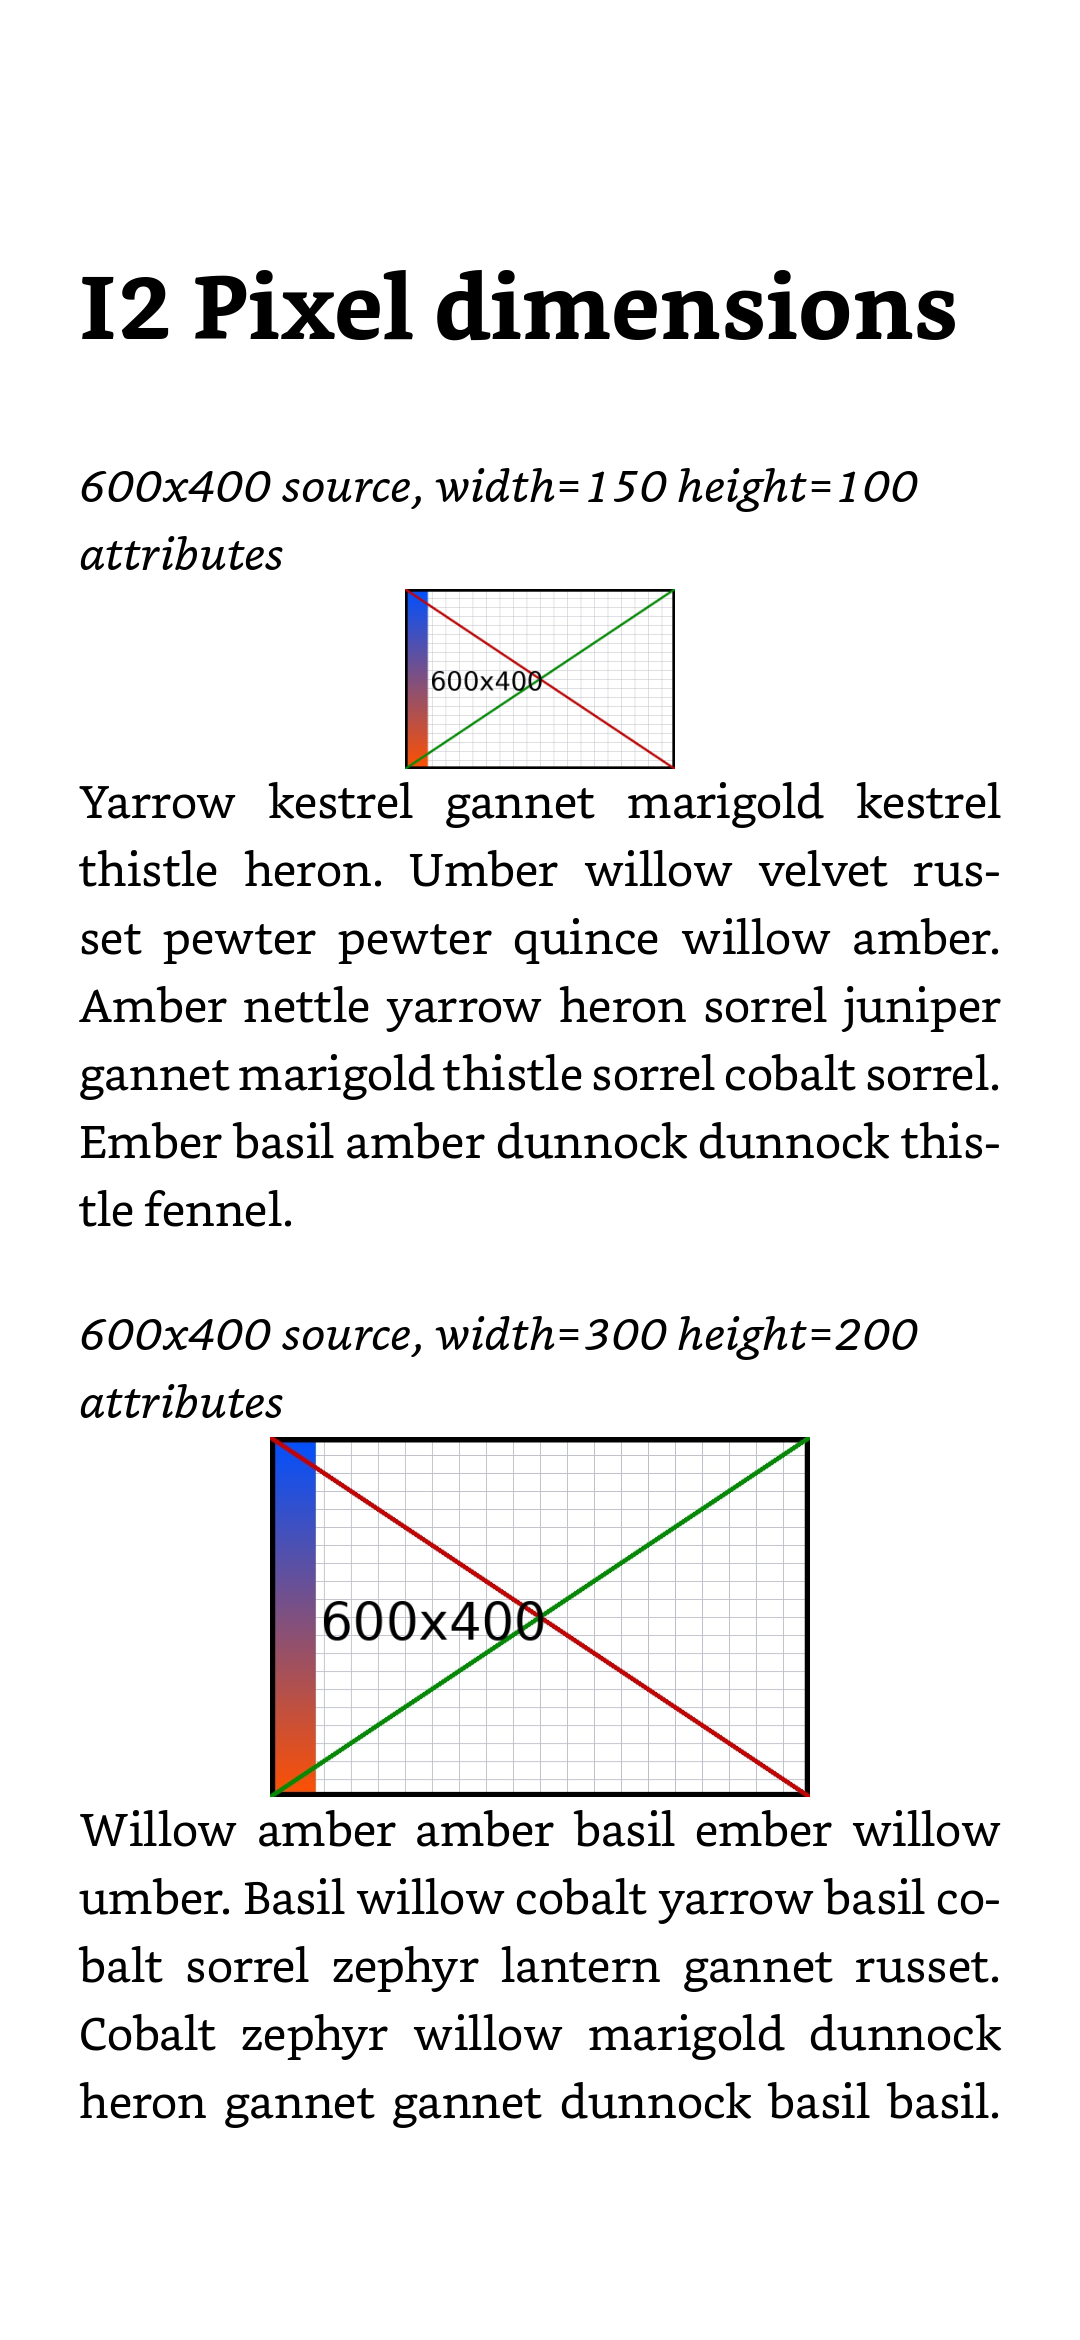 I2 Pixel dimensions
600x400 source, width=150 height=100
attributes
600x400
Yarrow kestrel gannet marigold kestrel
thistle heron. Umber willow velvet rus-
set pewter pewter quince willow amber.
Amber nettle yarrow heron sorrel juniper
gannet marigold thistle sorrel cobalt sorrel.
Ember basil amber dunnock dunnock this-
tle fennel.
600x400 source, width=300 height=200
attributes
600x400
Willow amber amber basil ember willow
umber. Basil willow cobalt yarrow basil co-
balt sorrel zephyr lantern gannet russet.
Cobalt zephyr willow marigold dunnock
heron gannet gannet dunnock basil basil.